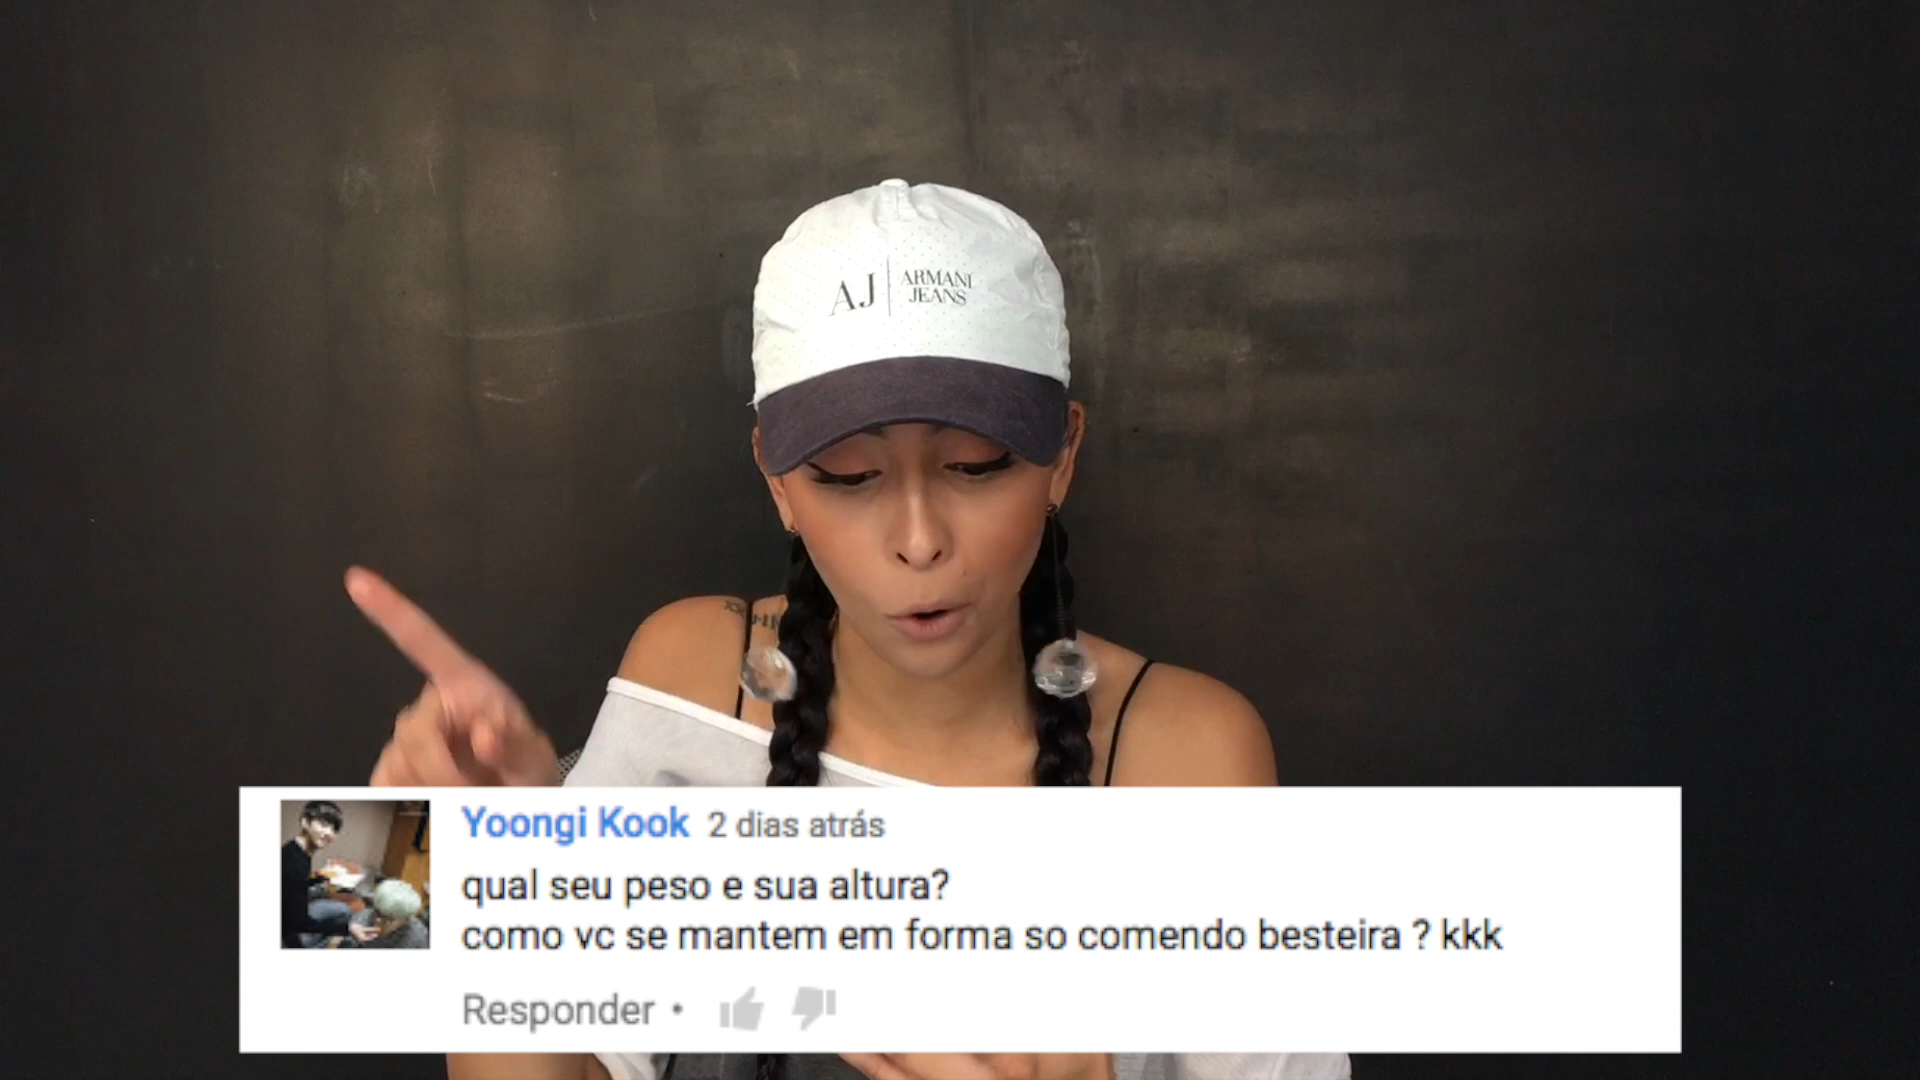 AJ ARMANI
JEANS
Yoongi Kook 2 dias atrás
qual seu peso e sua altura?
como vc se mantem em forma so comendo besteira ? kkk
Responder •